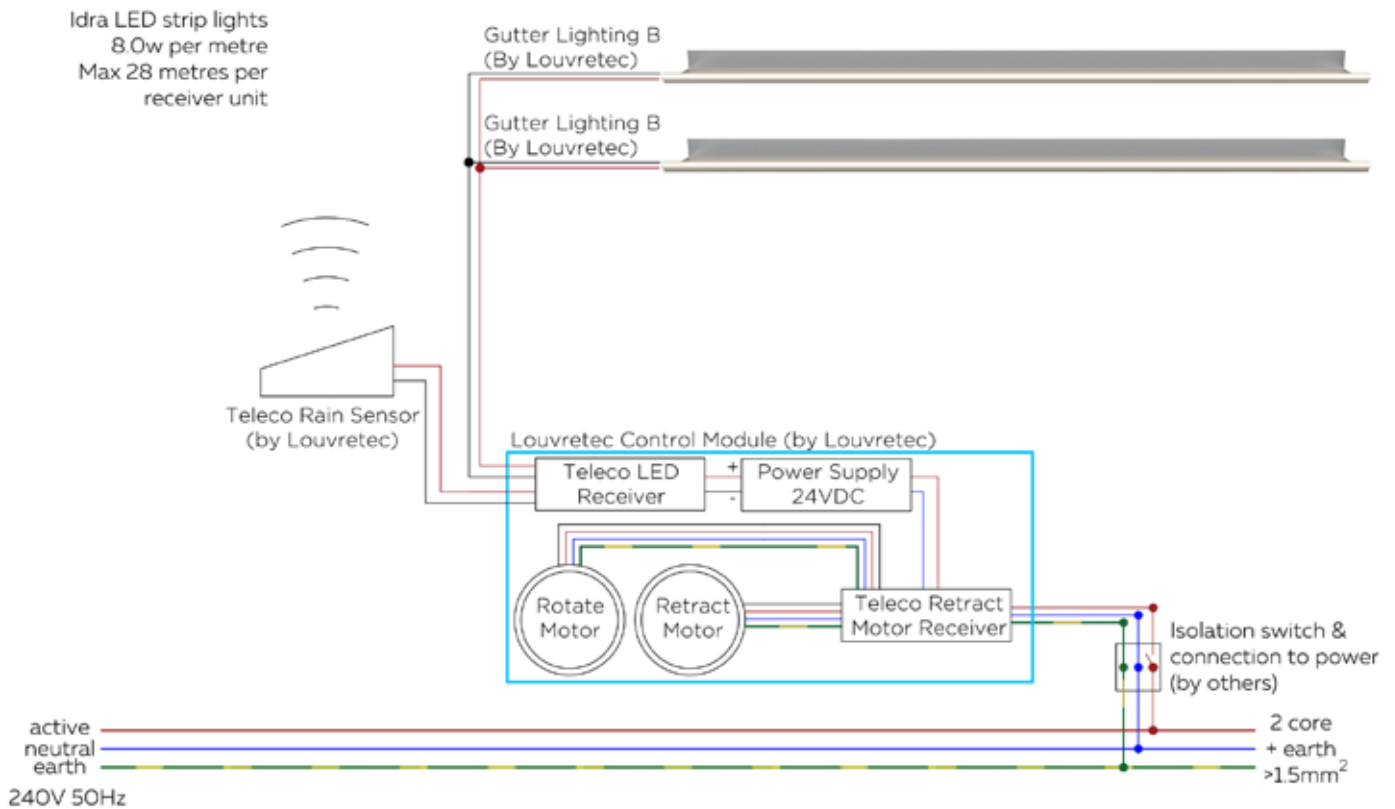 Idra LED strip lights
8.0w per metre
Max 28 metres per
receiver unit
Gutter Lighting B
(By Louvretec)
Gutter Lighting B
(By Louvretec)
Teleco Rain Sensor
(by Louvretec)
Louvretec Control Module (by Louvretec)
Teleco LED
Receiver
+
-
Power Supply
24VDC
Rotate
Motor
Retract
Motor
Teleco Retract
Motor Receiver
Isolation switch &
connection to power
(by others)
active
neutral
earth
240V 50Hz
2 core
+ earth
>1.5mm²